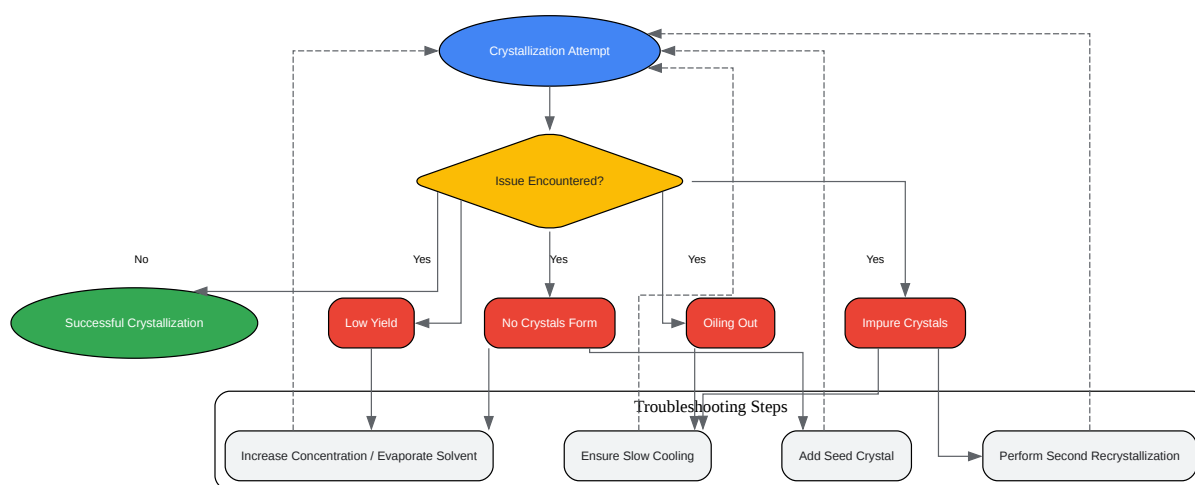 Crystallization Attempt
Issue Encountered?
No
Yes
Yes
Yes
Yes
Successful Crystallization
Low Yield
No Crystals Form
Oiling Out
Impure Crystals
Troubleshooting Steps
Increase Concentration / Evaporate Solvent
Ensure Slow Cooling
Add Seed Crystal
Perform Second Recrystallization